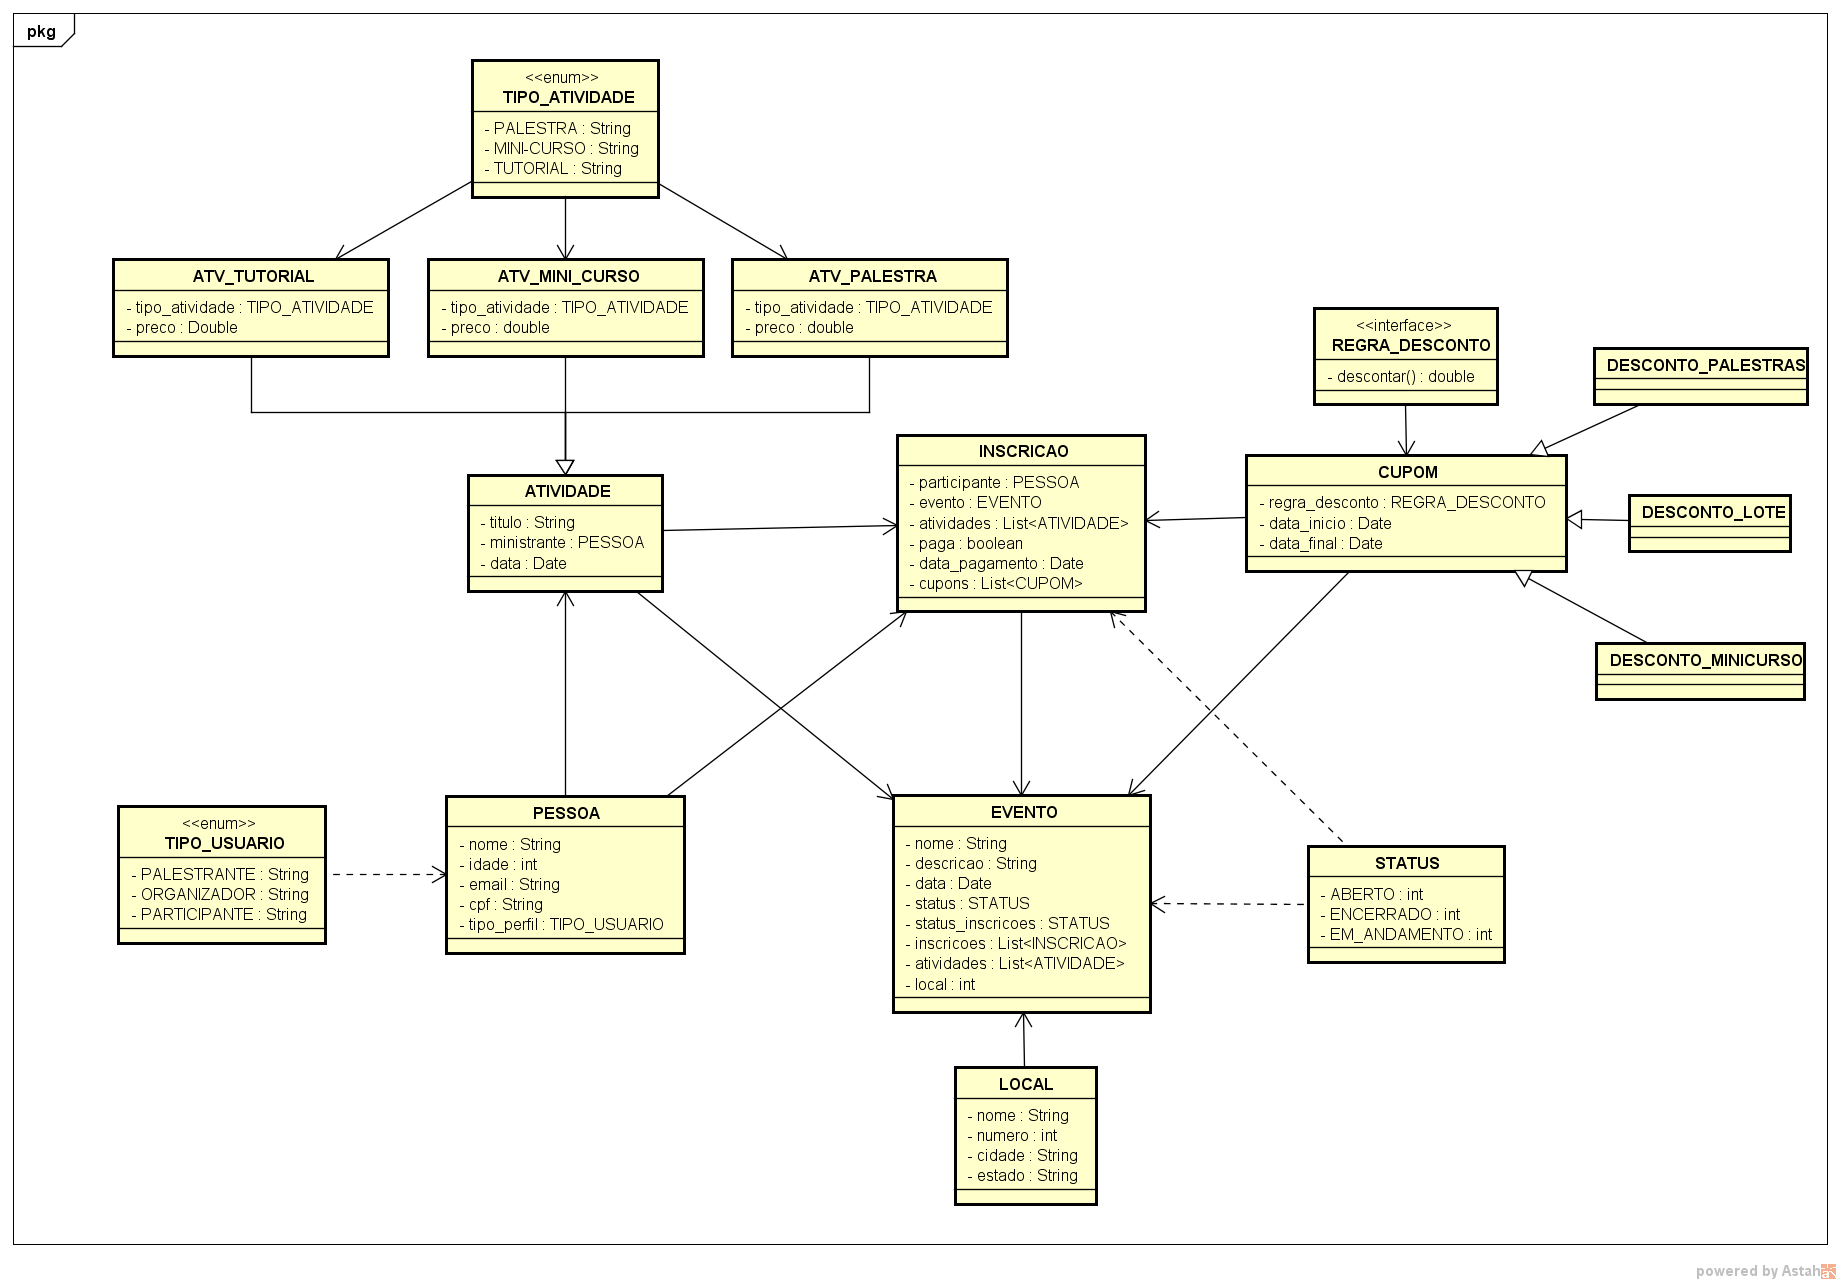 pkg
<<enum>>
TIPO_ATIVIDADE
- PALESTRA : String
- MINI-CURSO : String
- TUTORIAL : String
ATV_TUTORIAL
- tipo_atividade : TIPO_ATIVIDADE
- preco : Double
ATV_MINI_CURSO
- tipo_atividade : TIPO_ATIVIDADE
- preco : double
ATV_PALESTRA
- tipo_atividade : TIPO_ATIVIDADE
- preco : double
<<interface>>
REGRA_DESCONTO
- descontar() : double
DESCONTO_PALESTRAS
ATIVIDADE
- titulo : String
- ministrante : PESSOA
- data : Date
INSCRICAO
- participante : PESSOA
- evento : EVENTO
- atividades : List<ATIVIDADE>
- paga : boolean
- data_pagamento : Date
- cupons : List<CUPOM>
CUPOM
- regra_desconto : REGRA_DESCONTO
- data_inicio : Date
- data_final : Date
DESCONTO_LOTE
DESCONTO_MINICURSO
<<enum>>
TIPO_USUARIO
- PALESTRANTE : String
- ORGANIZADOR : String
- PARTICIPANTE : String
PESSOA
- nome : String
- idade : int
- email : String
- cpf : String
- tipo_perfil : TIPO_USUARIO
EVENTO
- nome : String
- descricao : String
- data : Date
- status : STATUS
- status_inscricoes : STATUS
- inscricoes : List<INSCRICAO>
- atividades : List<ATIVIDADE>
- local : int
STATUS
- ABERTO : int
- ENCERRADO : int
- EM_ANDAMENTO : int
LOCAL
- nome : String
- numero : int
- cidade : String
- estado : String
powered by Astah